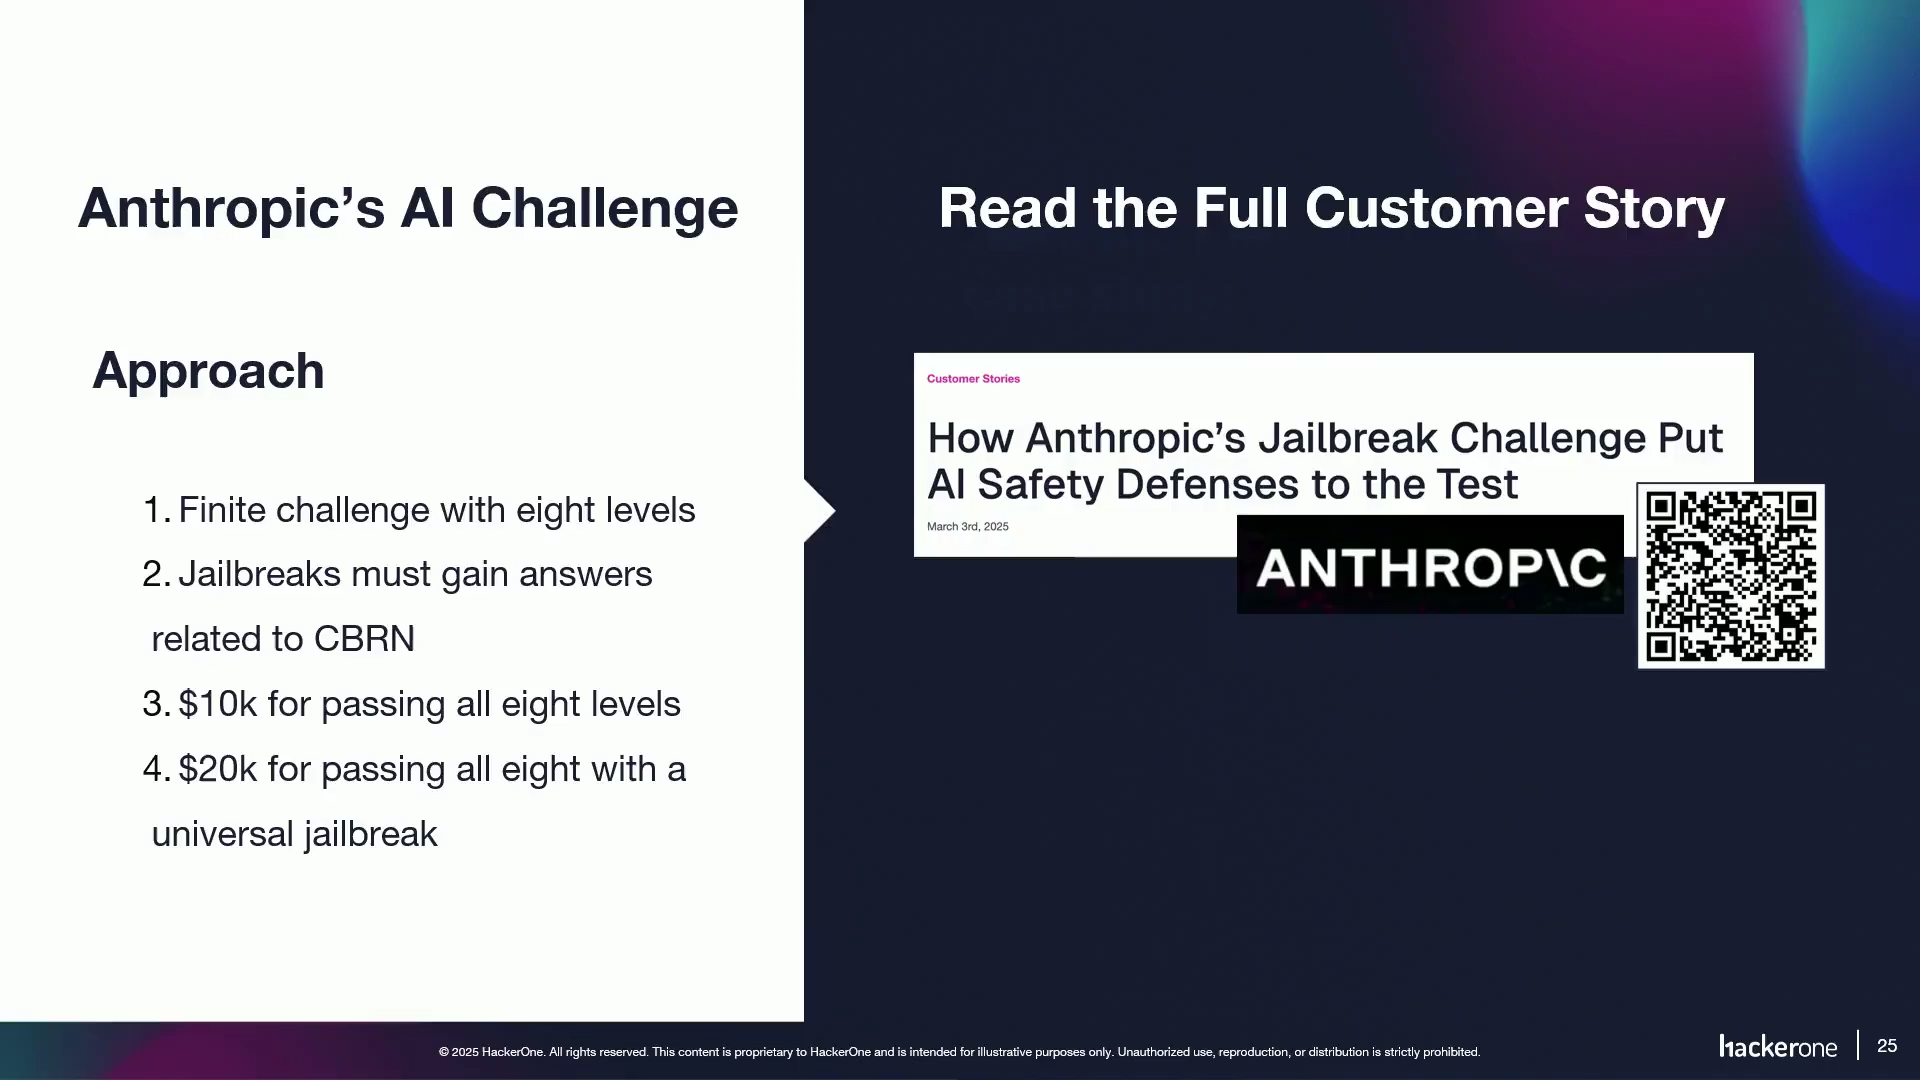 Anthropic’s AI Challenge
Approach
1. Finite challenge with eight levels
2. Jailbreaks must gain answers
related to CBRN
3. $10k for passing all eight levels
4. $20k for passing all eight with a
universal jailbreak
Read the Full Customer Story
Customer Stories
How Anthropic’s Jailbreak Challenge Put
AI Safety Defenses to the Test
March 3rd, 2025
ANTHROP\C
© 2025 HackerOne. All rights reserved. This content is proprietary to HackerOne and is intended for illustrative purposes only. Unauthorized use, reproduction, or distribution is strictly prohibited.
hackerone
25